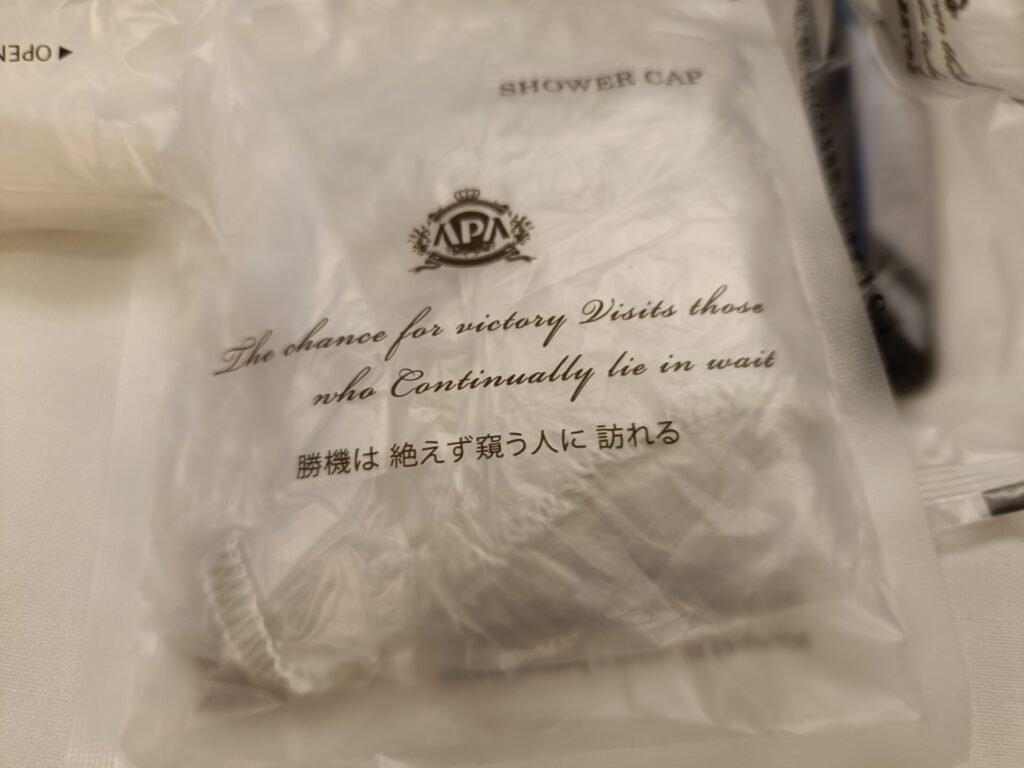 OPEN
SHOWER CAP
APA
The chance for victory Visits those
who Continually lie in wait
勝機は 絶えず窺う人に 訪れる